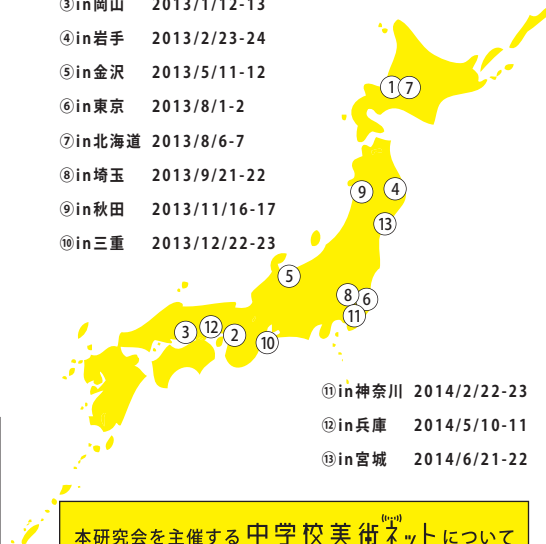 ③in岡山 2013/1/12-13
④in岩手 2013/2/23-24
⑤in金沢 2013/5/11-12
⑥in東京 2013/8/1-2
⑦in北海道 2013/8/6-7
⑧in埼玉 2013/9/21-22
⑨in秋田 2013/11/16-17
⑩in三重 2013/12/22-23
① ⑦
⑨ ④
⑬
⑤
⑧ ⑥
⑪
③ ⑫ ② ⑩
⑪in神奈川 2014/2/22-23
⑫in兵庫 2014/5/10-11
⑬in宮城 2014/6/21-22
本研究会を主催する 中学校美術ネット について